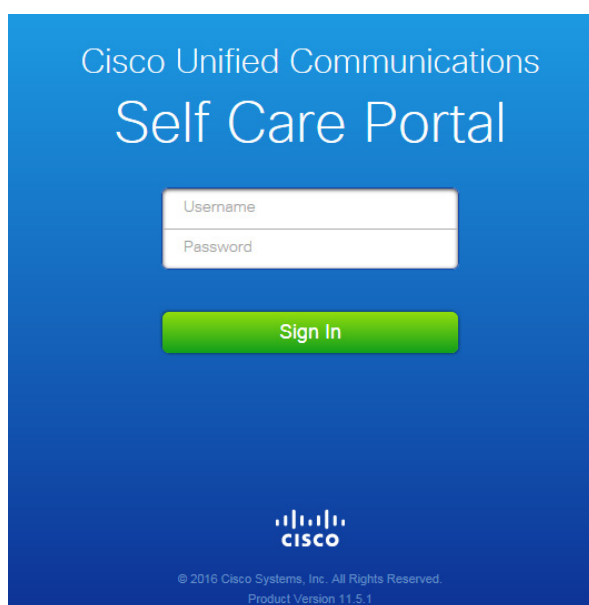 Cisco Unified Communications
Self Care Portal
Username
Password
Sign In
CISCO
© 2016 Cisco Systems, Inc. All Rights Reserved.
Product Version 11.5.1